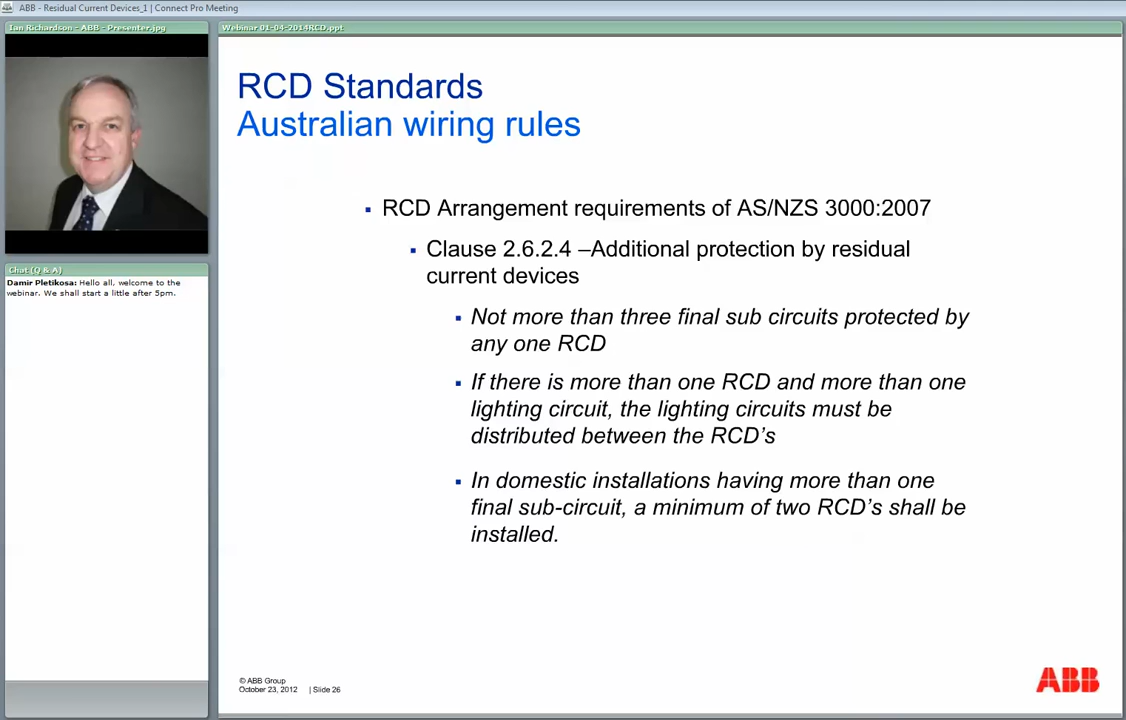 ABB - Residual Current Devices_1 | Connect Pro Meeting
Ian Richardson - ABB - Presenter.jpg
Webinar 01-04-2014RCD.ppt
RCD Standards
Australian wiring rules
RCD Arrangement requirements of AS/NZS 3000:2007
Clause 2.6.2.4 –Additional protection by residual
current devices
Not more than three final sub circuits protected by
any one RCD
If there is more than one RCD and more than one
lighting circuit, the lighting circuits must be
distributed between the RCD’s
In domestic installations having more than one
final sub-circuit, a minimum of two RCD’s shall be
installed.
Chat (Q & A)
Damir Pletikosa: Hello all, welcome to the
webinar. We shall start a little after 5pm.
© ABB Group
October 23, 2012 | Slide 26
ABB